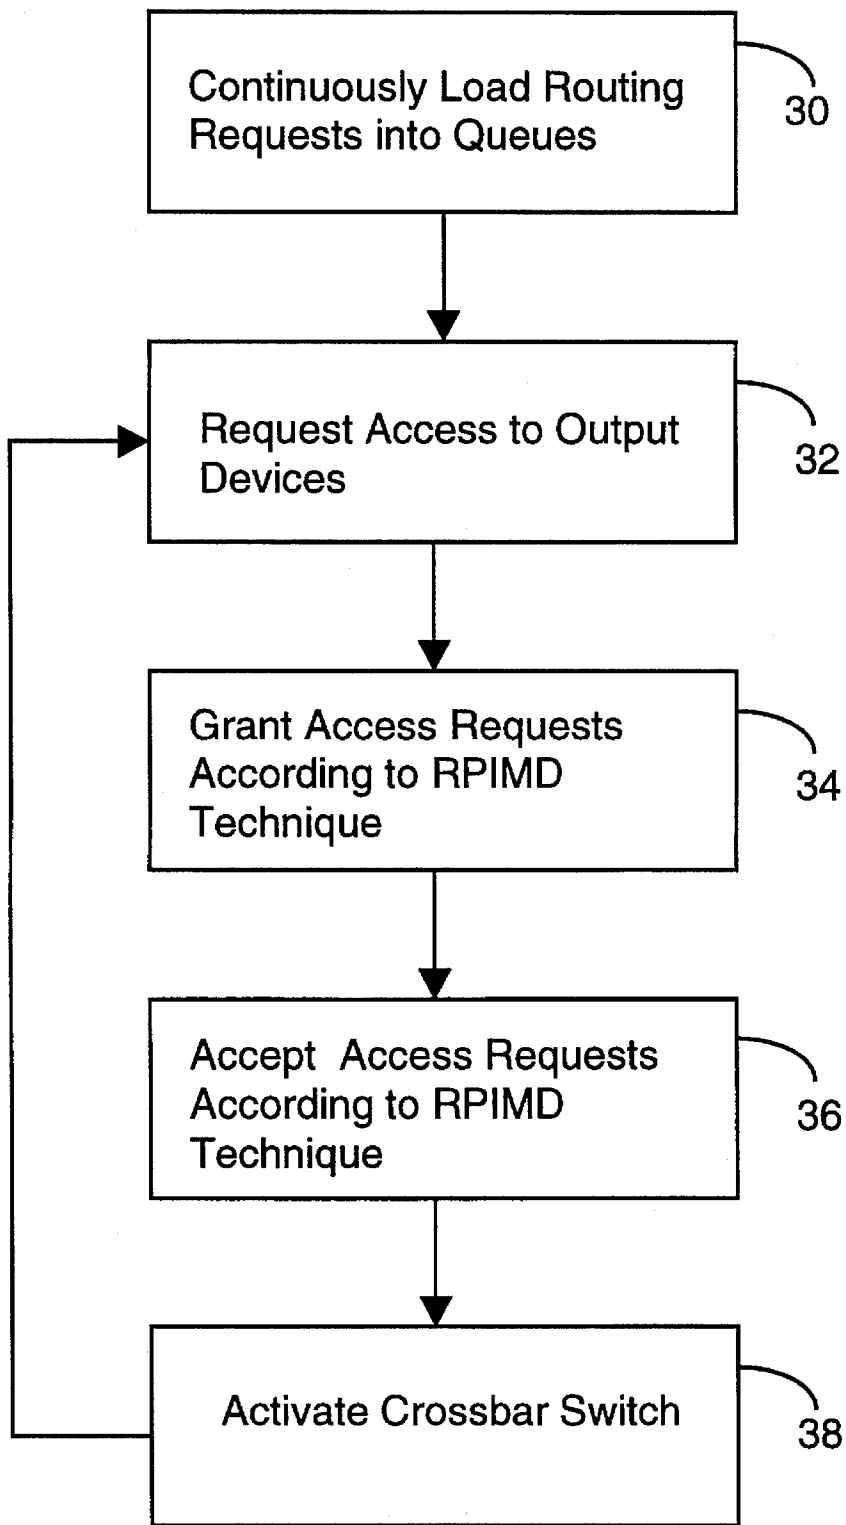 Continuously Load Routing
Requests into Queues
30
Request Access to Output
Devices
32
Grant Access Requests
According to RPIMD
Technique
34
Accept Access Requests
According to RPIMD
Technique
36
Activate Crossbar Switch
38